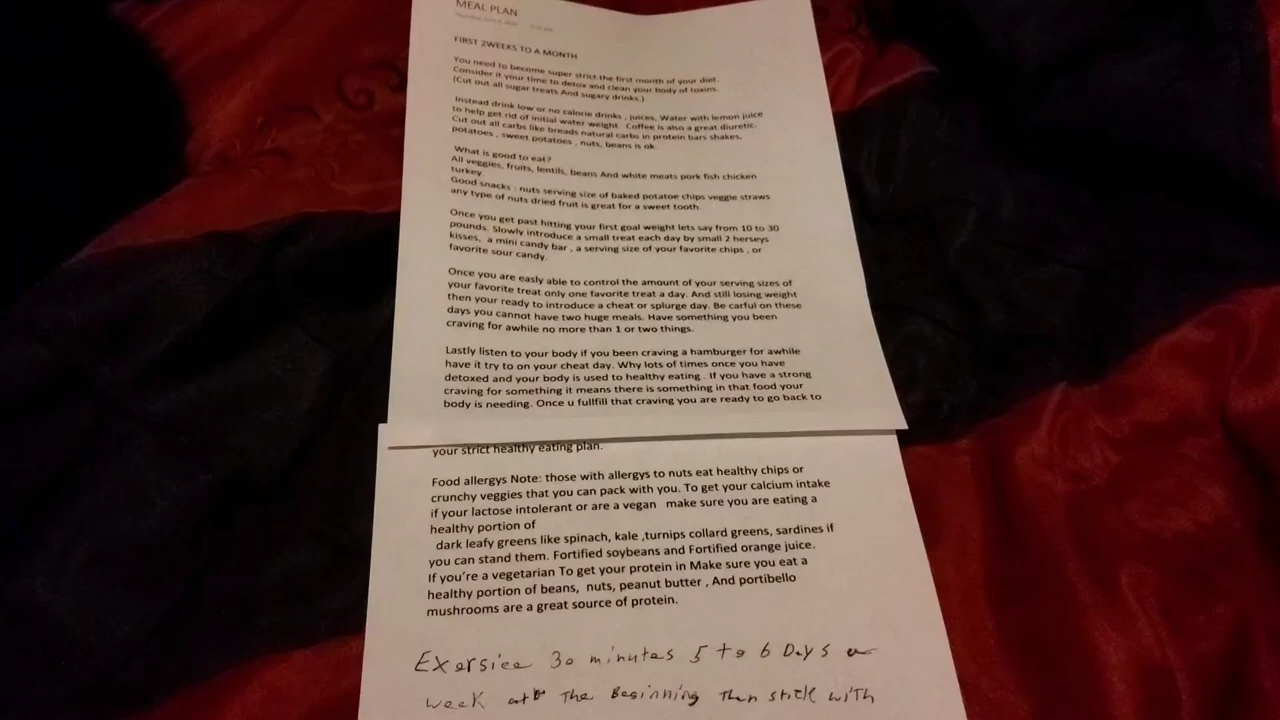 MEAL PLAN
FIRST 2WEEKS TO A MONTH
You need to become super strict the first month of your diet.
Consider it your time to detox and clean your body of toxins.
(Cut out all sugar treats And sugary drinks.)
Instead drink low or no calorie drinks , juices, Water with lemon juice
to help get rid of initial water weight. Coffee is also a great diuretic.
Cut out all carbs like breads natural carbs in protein bars shakes,
potatoes , sweet potatoes , nuts, beans is ok.
What is good to eat?
All veggies, fruits, lentils, beans And white meats pork fish chicken
turkey.
Good snacks : nuts serving size of baked potatoe chips veggie straws
any type of nuts dried fruit is great for a sweet tooth.
Once you get past hitting your first goal weight lets say from 10 to 30
pounds. Slowly introduce a small treat each day by small 2 herseys
kisses, a mini candy bar , a serving size of your favorite chips , or
favorite sour candy.
Once you are easly able to control the amount of your serving sizes of
your favorite treat only one favorite treat a day. And still losing weight
then your ready to introduce a cheat or splurge day. Be carful on these
days you cannot have two huge meals. Have something you been
craving for awhile no more than 1 or two things.
Lastly listen to your body if you been craving a hamburger for awhile
have it try to on your cheat day. Why lots of times once you have
detoxed and your body is used to healthy eating . If you have a strong
craving for something it means there is something in that food your
body is needing. Once u fullfill that craving you are ready to go back to
your strict healthy eating plan.
Food allergys Note: those with allergys to nuts eat healthy chips or
crunchy veggies that you can pack with you. To get your calcium intake
if your lactose intolerant or are a vegan make sure you are eating a
healthy portion of
dark leafy greens like spinach, kale ,turnips collard greens, sardines if
you can stand them. Fortified soybeans and Fortified orange juice.
If you're a vegetarian To get your protein in Make sure you eat a
healthy portion of beans, nuts, peanut butter , And portibello
mushrooms are a great source of protein.
Exersice 30 minutes 5 to 6 Days a
week at The Beginning Then stick with